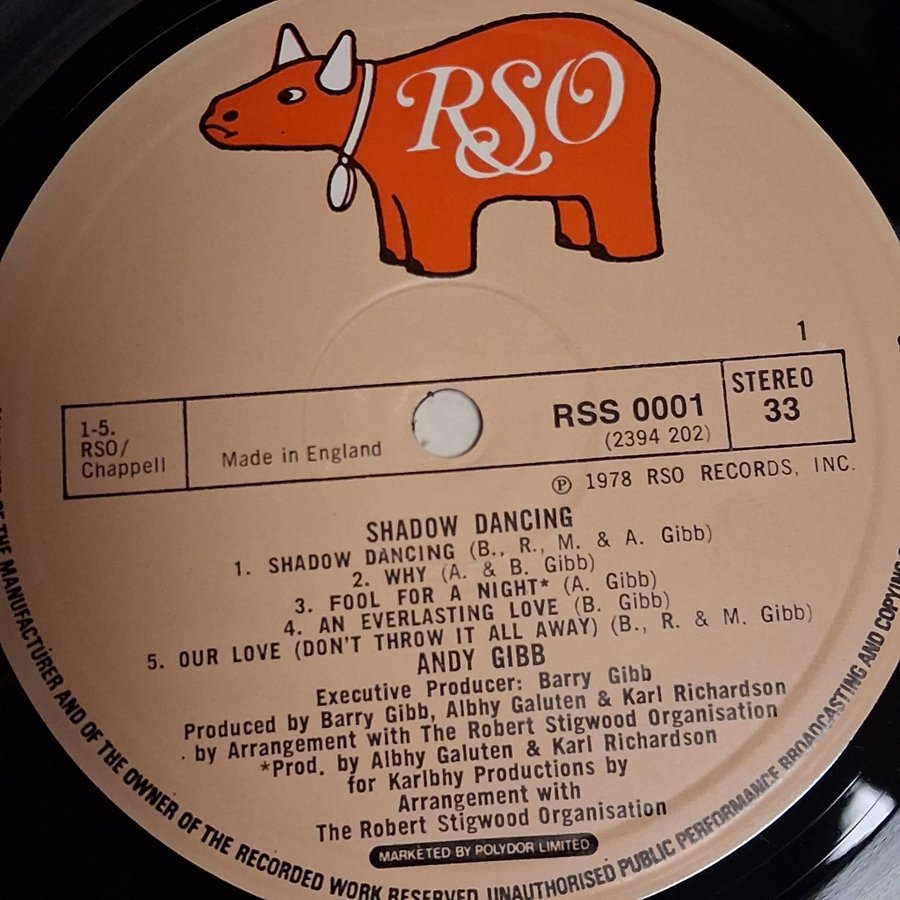 RSO
1
1-5.
RSO/
Chappell
Made in England
RSS 0001
(2394 202)
STEREO
33
℗ 1978 RSO RECORDS, INC.
SHADOW DANCING
1. SHADOW DANCING (B., R., M. & A. Gibb)
2. WHY (A. & B. Gibb)
3. FOOL FOR A NIGHT* (A. Gibb)
4. AN EVERLASTING LOVE (B. Gibb)
5. OUR LOVE (DON'T THROW IT ALL AWAY) (B., R. & M. Gibb)
ANDY GIBB
Executive Producer: Barry Gibb
Produced by Barry Gibb, Albhy Galuten & Karl Richardson
by Arrangement with The Robert Stigwood Organisation
*Prod. by Albhy Galuten & Karl Richardson
for Karlbhy Productions by
Arrangement with
The Robert Stigwood Organisation
MARKETED BY POLYDOR LIMITED
OF THE MANUFACTURER AND OF THE OWNER OF THE RECORDED WORK RESERVED. UNAUTHORISED PUBLIC PERFORMANCE BROADCASTING AND COPYING